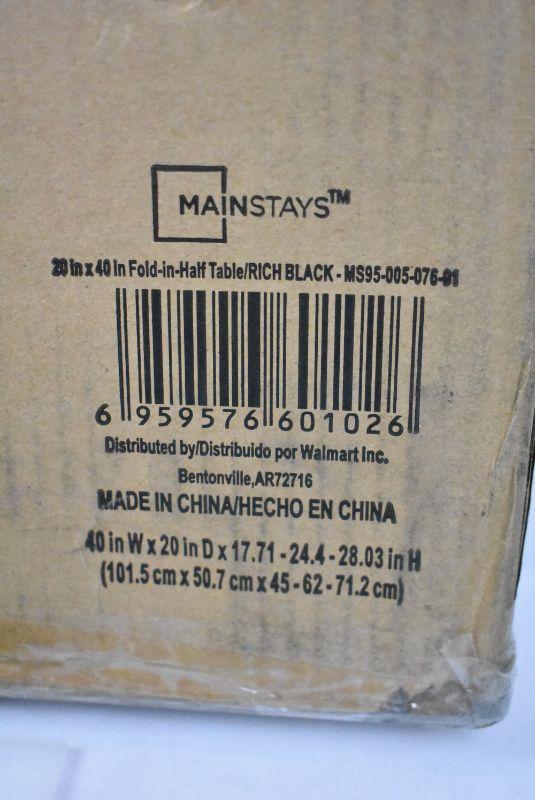 MAINSTAYS™
20 in x 40 in Fold-in-Half Table/RICH BLACK - MS95-005-076-01
6 959576 601026
Distributed by/Distribuido por Walmart Inc.
Bentonville,AR72716
MADE IN CHINA/HECHO EN CHINA
40 in W x 20 in D x 17.71 - 24.4 - 28.03 in H
(101.5 cm x 50.7 cm x 45 - 62 - 71.2 cm)